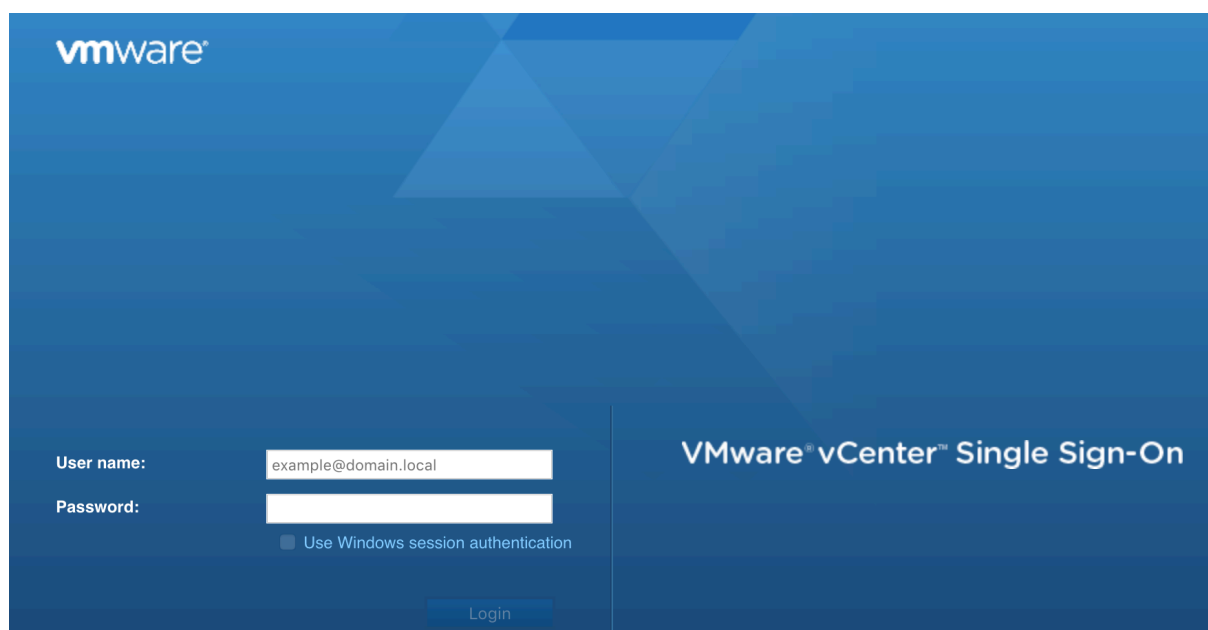 vmware®
User name:
example@domain.local
Password:
Use Windows session authentication
Login
VMware® vCenter™ Single Sign-On